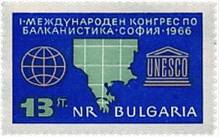 I-МЕЖДУНАРОДЕН КОНГРЕС ПО
БАЛКАНИСТИКА·СОФИЯ·1966
UNESCO
13 ст. NR BULGARIA